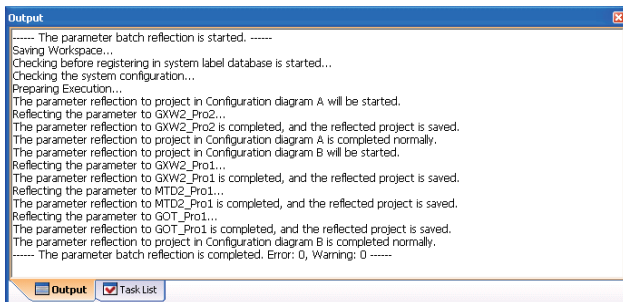 Output
------ The parameter batch reflection is started. ------
Saving Workspace...
Checking before registering in system label database is started...
Checking the system configuration...
Preparing Execution...
The parameter reflection to project in Configuration diagram A will be started.
Reflecting the parameter to GXW2_Pro2...
The parameter reflection to GXW2_Pro2 is completed, and the reflected project is saved.
The parameter reflection to project in Configuration diagram A is completed normally.
The parameter reflection to project in Configuration diagram B will be started.
Reflecting the parameter to GXW2_Pro1...
The parameter reflection to GXW2_Pro1 is completed, and the reflected project is saved.
Reflecting the parameter to MTD2_Pro1...
The parameter reflection to MTD2_Pro1 is completed, and the reflected project is saved.
Reflecting the parameter to GOT_Pro1...
The parameter reflection to GOT_Pro1 is completed, and the reflected project is saved.
The parameter reflection to project in Configuration diagram B is completed normally.
------ The parameter batch reflection is completed. Error: 0, Warning: 0 ------
Output Task List